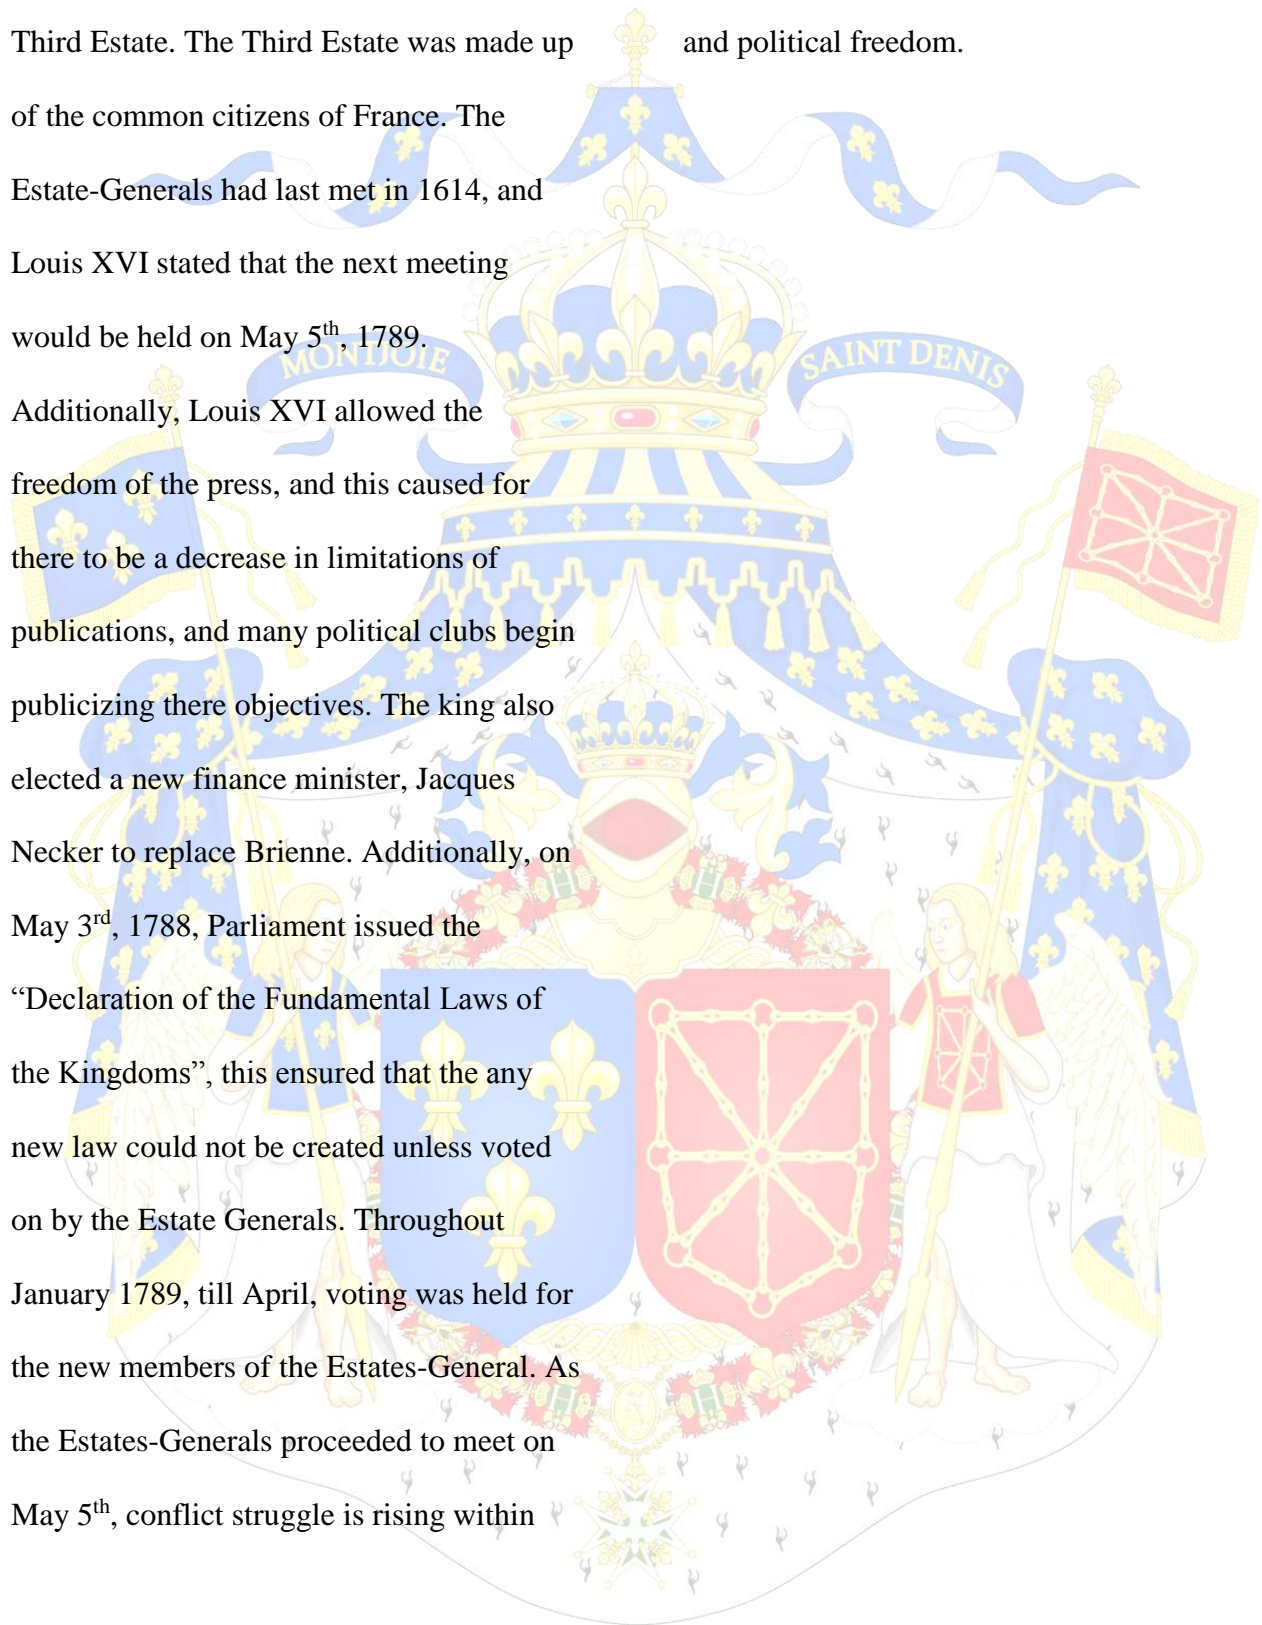 Third Estate. The Third Estate was made up
of the common citizens of France. The
Estate-Generals had last met in 1614, and
Louis XVI stated that the next meeting
would be held on May 5th, 1789.
Additionally, Louis XVI allowed the
freedom of the press, and this caused for
there to be a decrease in limitations of
publications, and many political clubs begin
publicizing there objectives. The king also
elected a new finance minister, Jacques
Necker to replace Brienne. Additionally, on
May 3rd, 1788, Parliament issued the
“Declaration of the Fundamental Laws of
the Kingdoms”, this ensured that the any
new law could not be created unless voted
on by the Estate Generals. Throughout
January 1789, till April, voting was held for
the new members of the Estates-General. As
the Estates-Generals proceeded to meet on
May 5th, conflict struggle is rising within
and political freedom.
MONTJOIE
SAINT DENIS